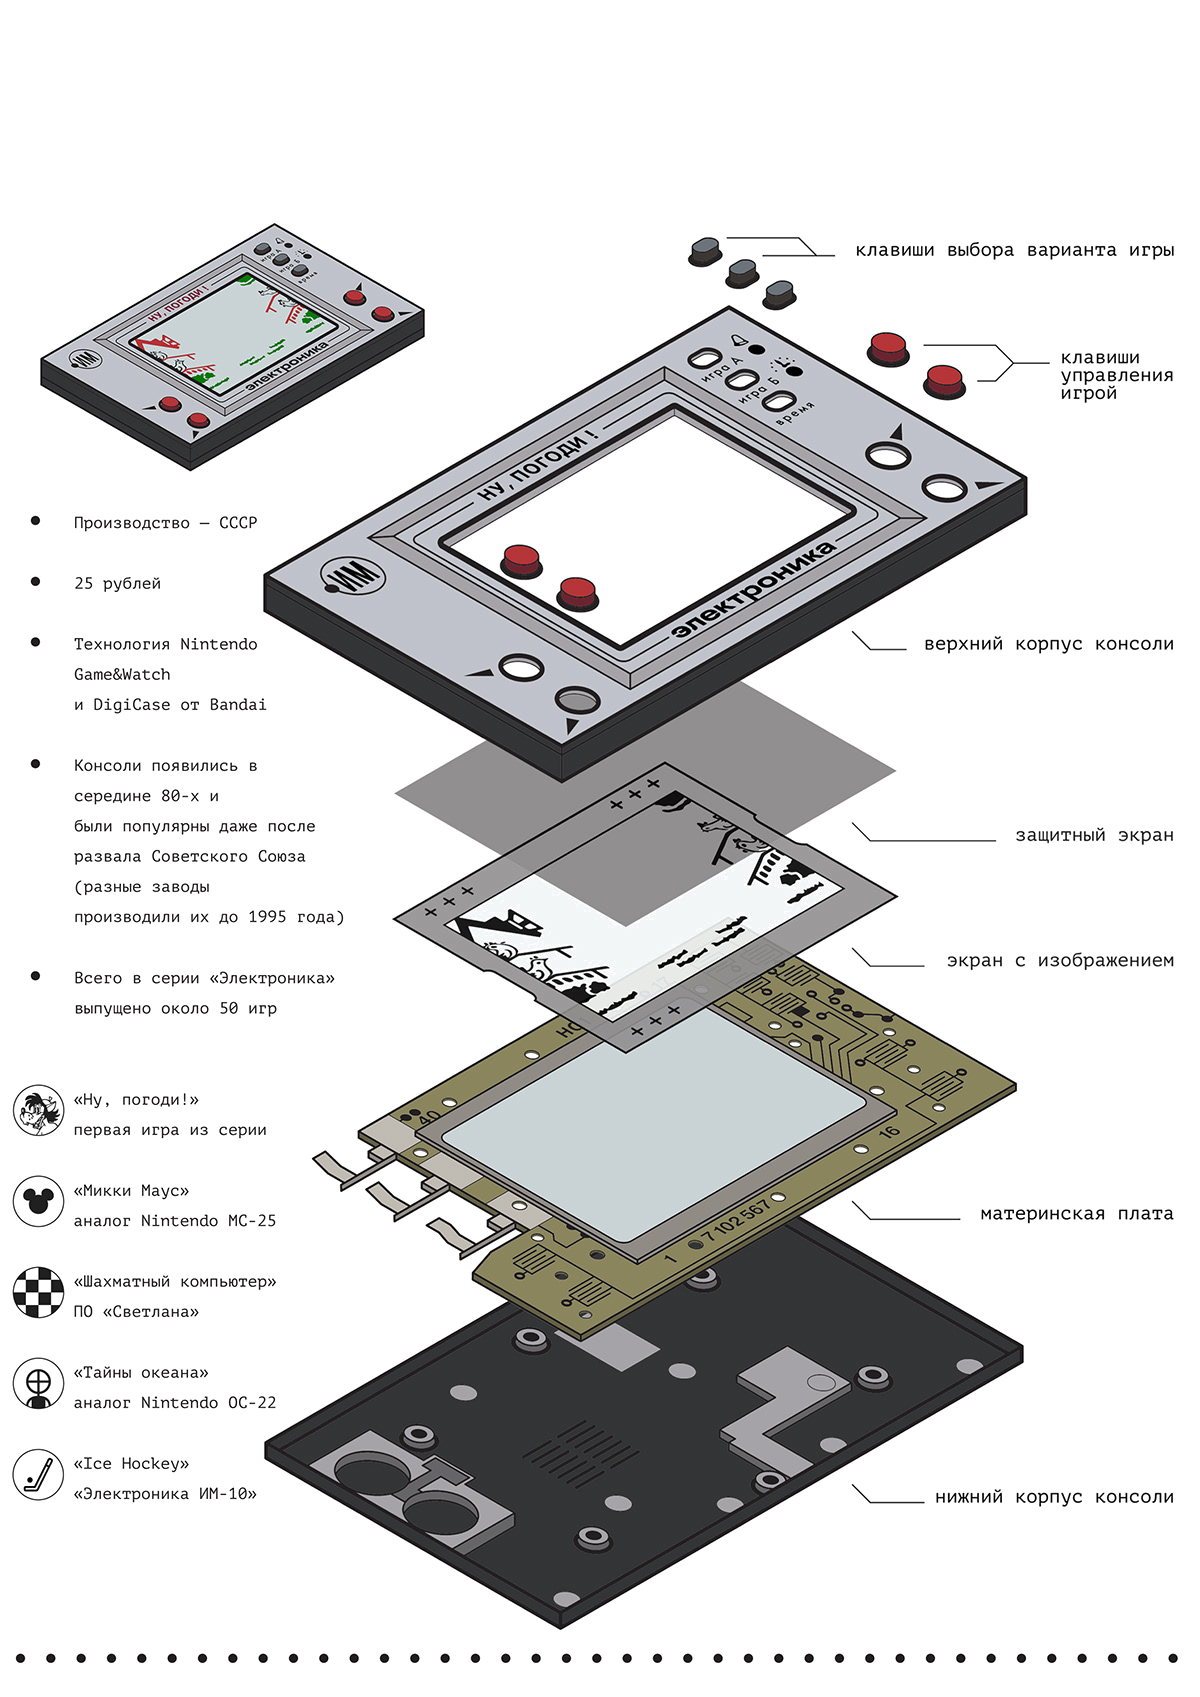 ИМ
НУ, ПОГОДИ !
игра А
игра Б
время
электроника
клавиши выбора варианта игры
клавиши
управления
игрой
игра А
игра Б
время
НУ, ПОГОДИ !
ИМ
электроника
верхний корпус консоли
защитный экран
экран с изображением
40
16
1
7102567
материнская плата
нижний корпус консоли
Производство — СССР
25 рублей
Технология Nintendo
Game&Watch
и DigiCase от Bandai
Консоли появились в
середине 80-х и
были популярны даже после
развала Советского Союза
(разные заводы
производили их до 1995 года)
Всего в серии «Электроника»
выпущено около 50 игр
«Ну, погоди!»
первая игра из серии
«Микки Маус»
аналог Nintendo MC-25
«Шахматный компьютер»
ПО «Светлана»
«Тайны океана»
аналог Nintendo OC-22
«Ice Hockey»
«Электроника ИМ-10»